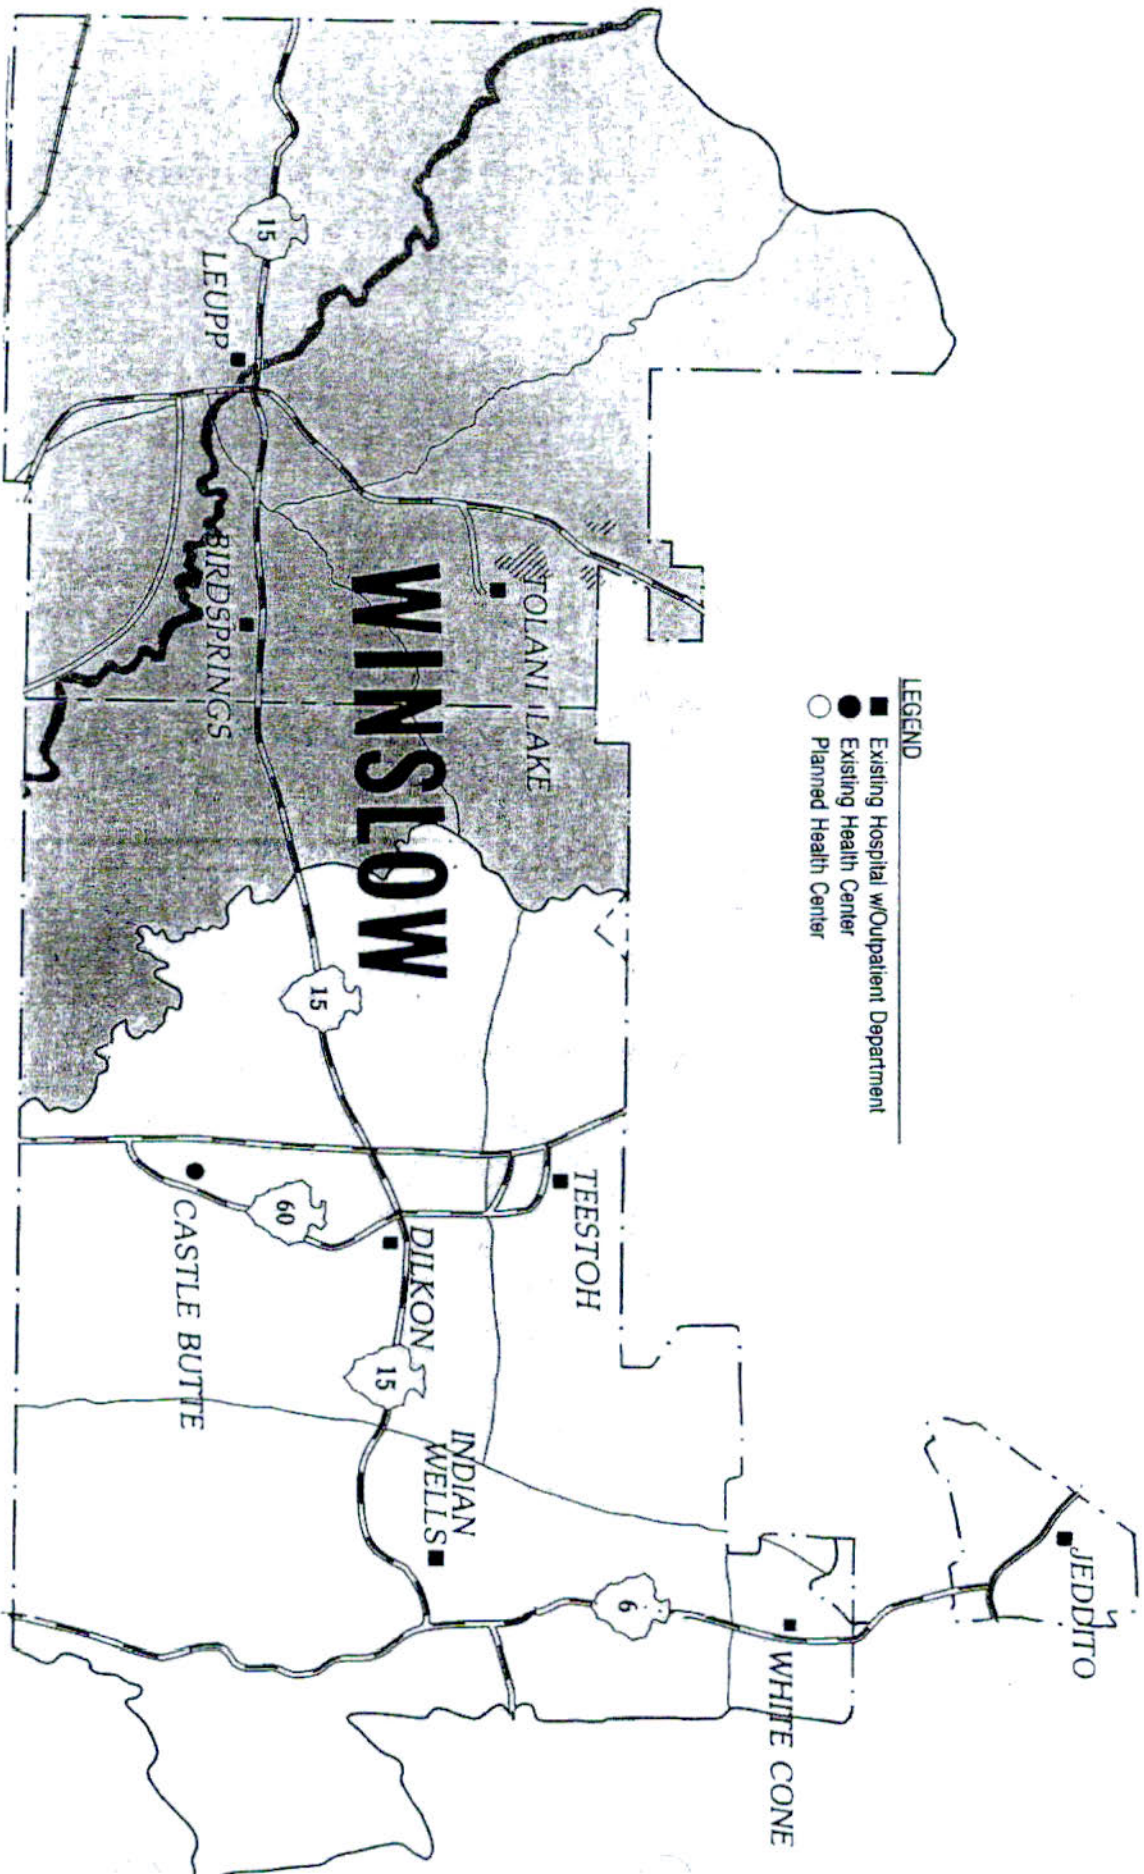 LEGEND
Existing Hospital w/Outpatient Department
Existing Health Center
Planned Health Center
JEDDITO
WHITE CONE
6
INDIAN
WELLS
TEESTOH
DILKON
15
60
CASTLE BUTTE
15
WINSLOW
TOLANI LAKE
BIRDSPRINGS
LEUPP
15